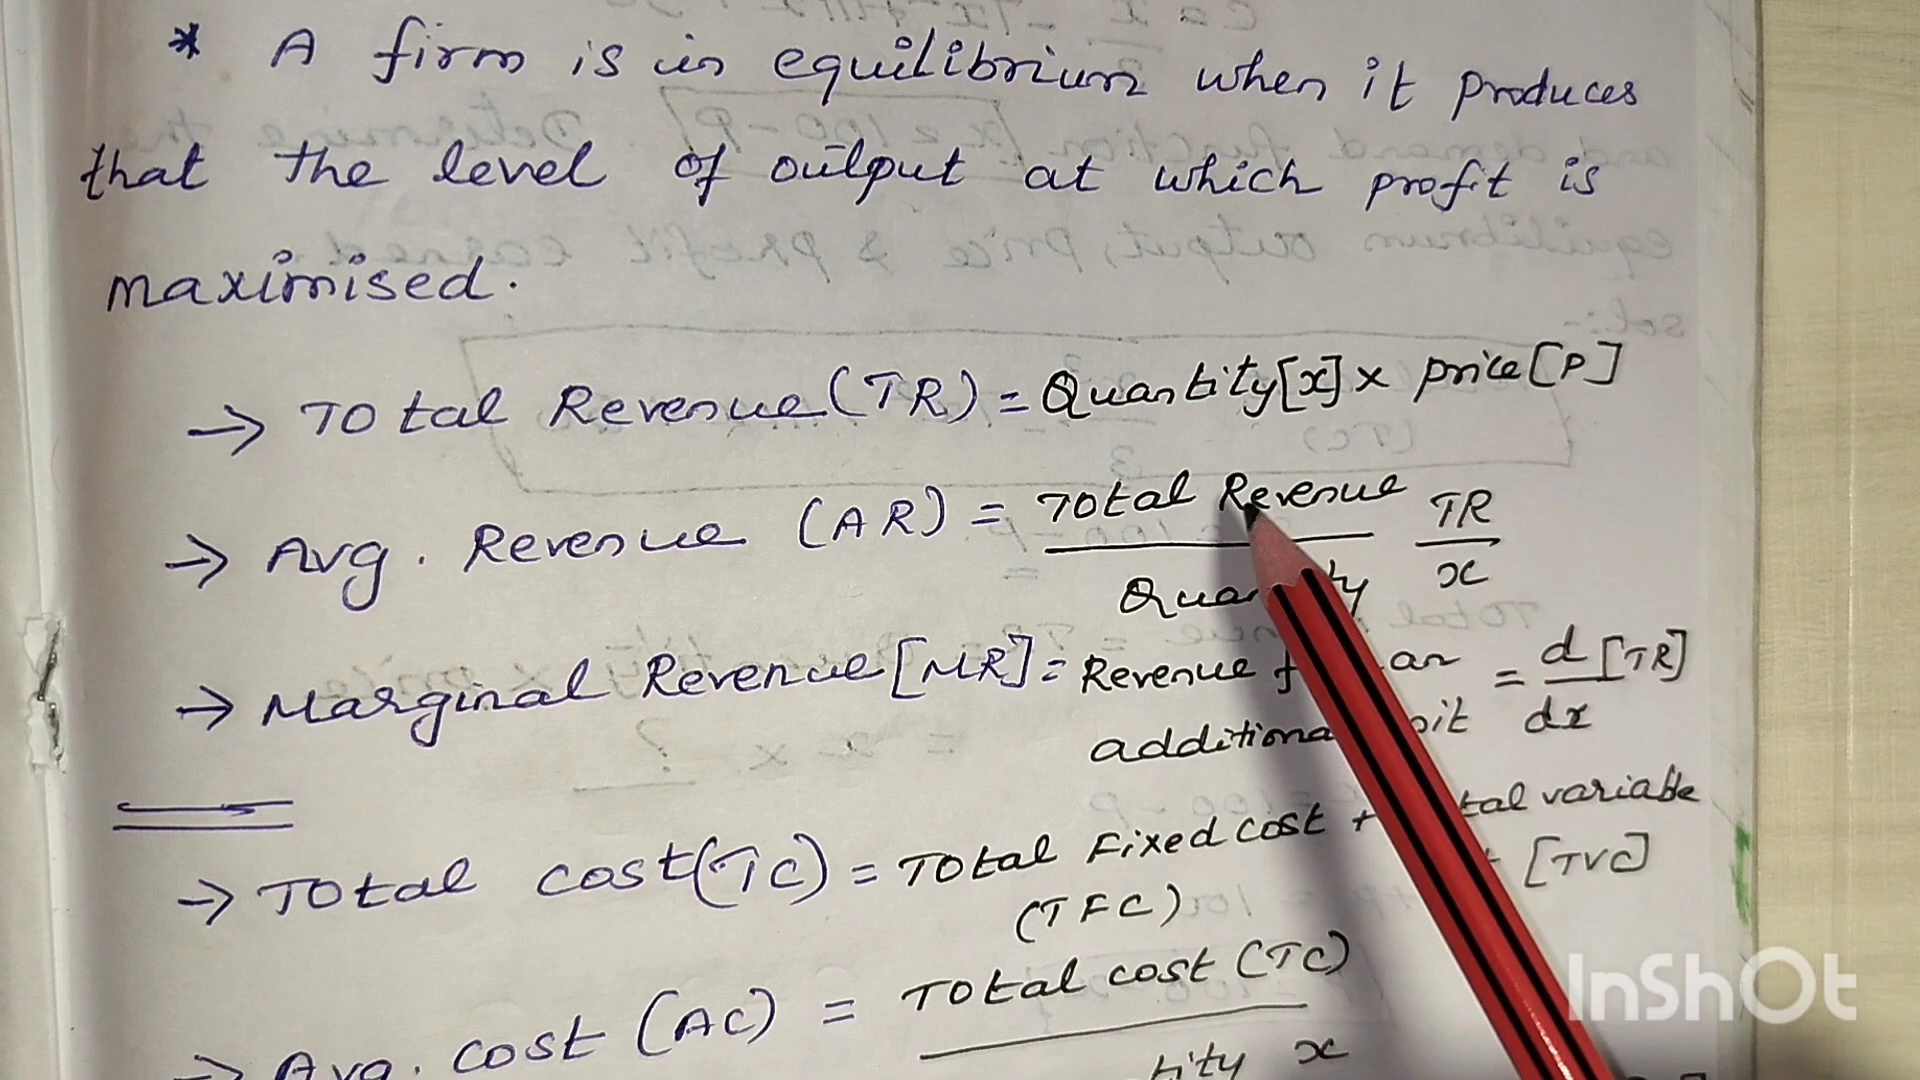 * A firm is in equilibrium when it produces
that the level of output at which profit is
maximised.
→ Total Revenue (TR) = Quantity [x] × price [P]
→ Avg. Revenue (AR) = Total Revenue / Quantity TR / x
→ Marginal Revenue [MR] = Revenue an additional = d/dx [TR]
→ Total cost (TC) = Total Fixed cost + variable
(TFC) [TVC]
→ Avg. cost (AC) = Total cost (TC)
x
InShOt